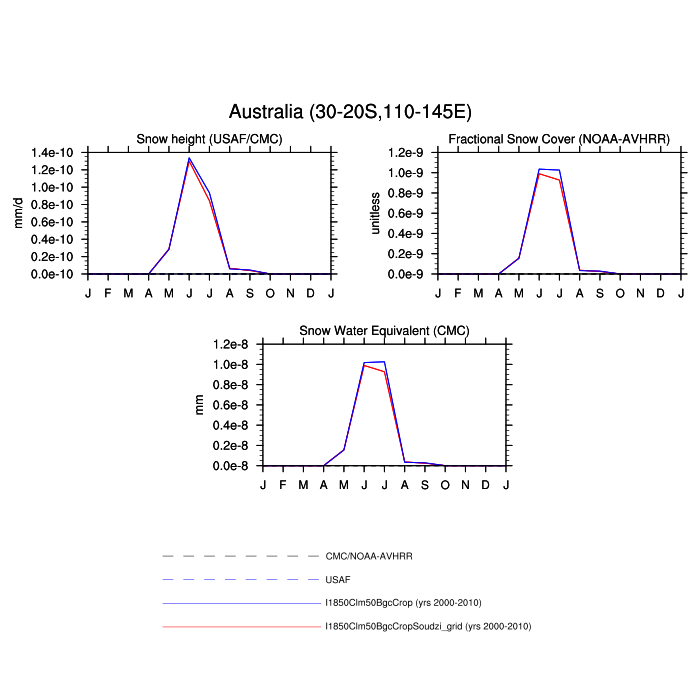 Australia (30-20S,110-145E)
Snow height (USAF/CMC)
1.4e-10
1.2e-10
1.0e-10
0.8e-10
0.6e-10
0.4e-10
0.2e-10
0.0e-10
mm/d
J F M A M J J A S O N D J
Fractional Snow Cover (NOAA-AVHRR)
1.2e-9
1.0e-9
0.8e-9
0.6e-9
0.4e-9
0.2e-9
0.0e-9
unitless
J F M A M J J A S O N D J
Snow Water Equivalent (CMC)
1.2e-8
1.0e-8
0.8e-8
0.6e-8
0.4e-8
0.2e-8
0.0e-8
mm
J F M A M J J A S O N D J
CMC/NOAA-AVHRR
USAF
I1850Clm50BgcCrop (yrs 2000-2010)
I1850Clm50BgcCropSoudzi_grid (yrs 2000-2010)